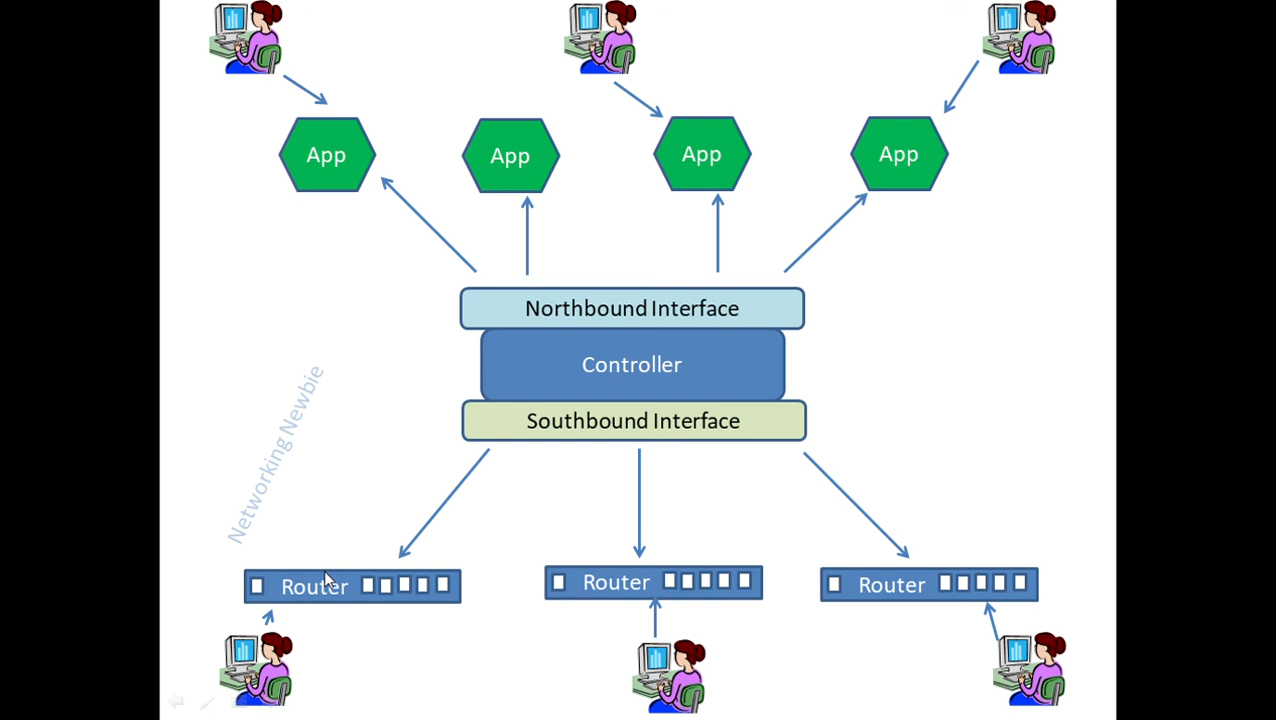 App
App
App
App
Northbound Interface
Controller
Southbound Interface
Networking Newbie
Router
Router
Router